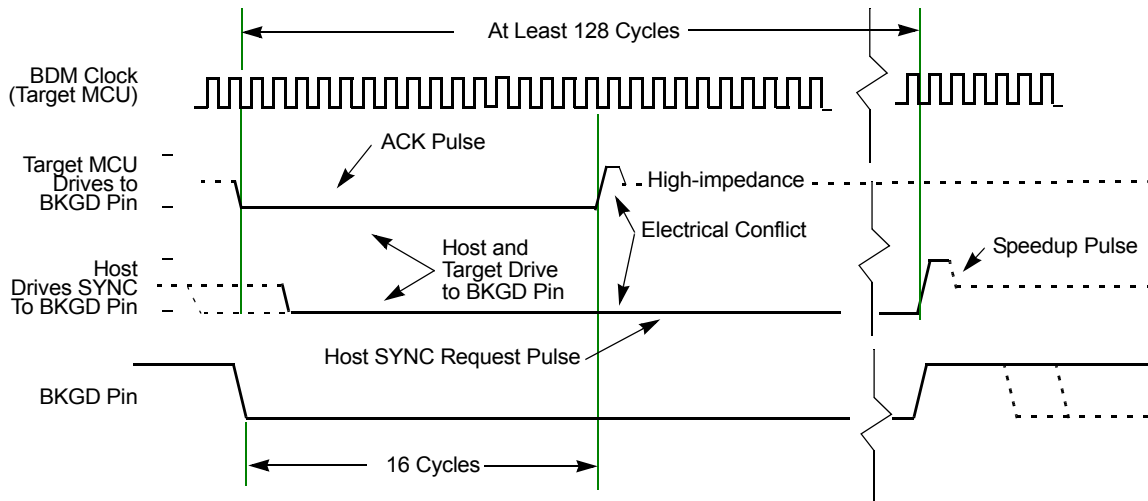 At Least 128 Cycles
BDM Clock
(Target MCU)
ACK Pulse
Target MCU
Drives to
BKGD Pin
High-impedance
Electrical Conflict
Host and
Target Drive
to BKGD Pin
Speedup Pulse
Host
Drives SYNC
To BKGD Pin
Host SYNC Request Pulse
BKGD Pin
16 Cycles